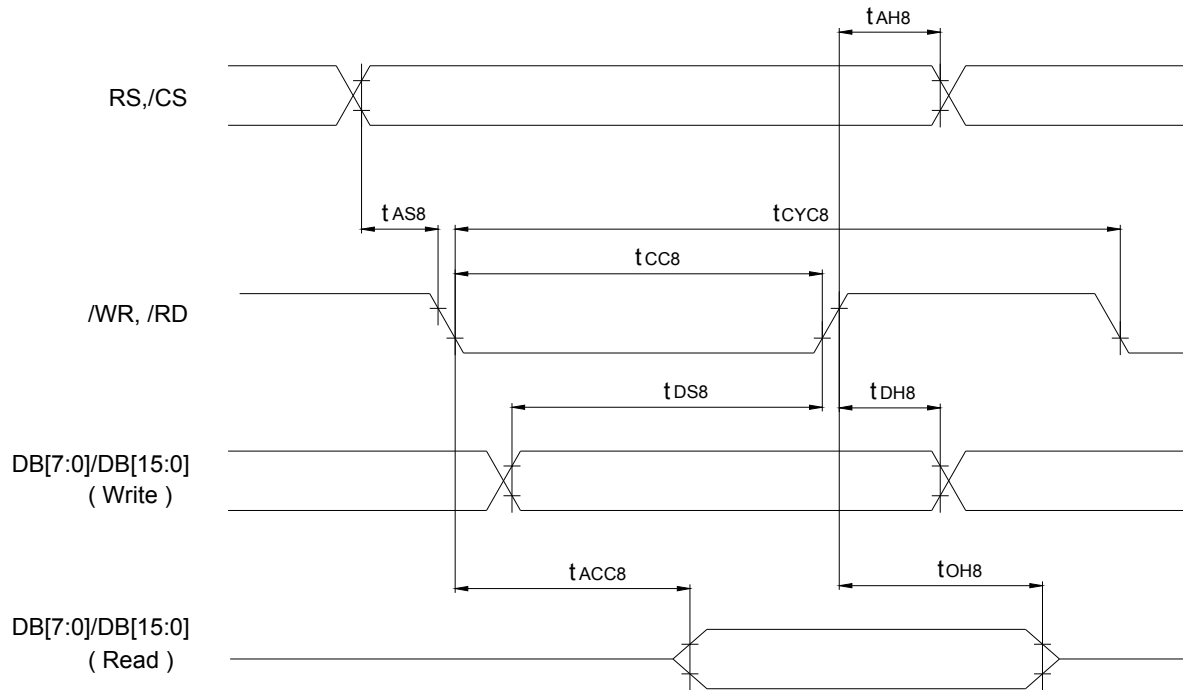 tAH8
RS,/CS
tAS8
tCYC8
tCC8
/WR, /RD
tDS8
tDH8
DB[7:0]/DB[15:0]
( Write )
tACC8
tOH8
DB[7:0]/DB[15:0]
( Read )